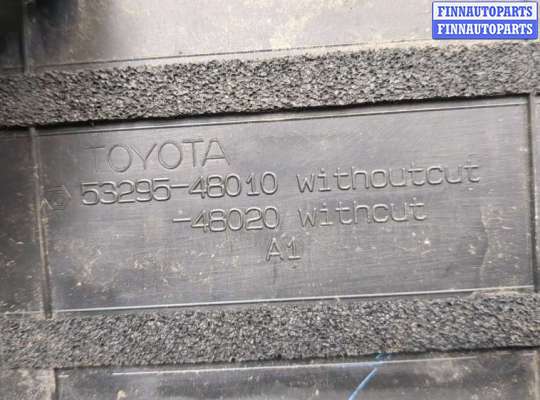 FINNAUTOPARTS
FINNAUTOPARTS
TOYOTA
53295-48010 Withoutcut
-48020 Withcut
A1